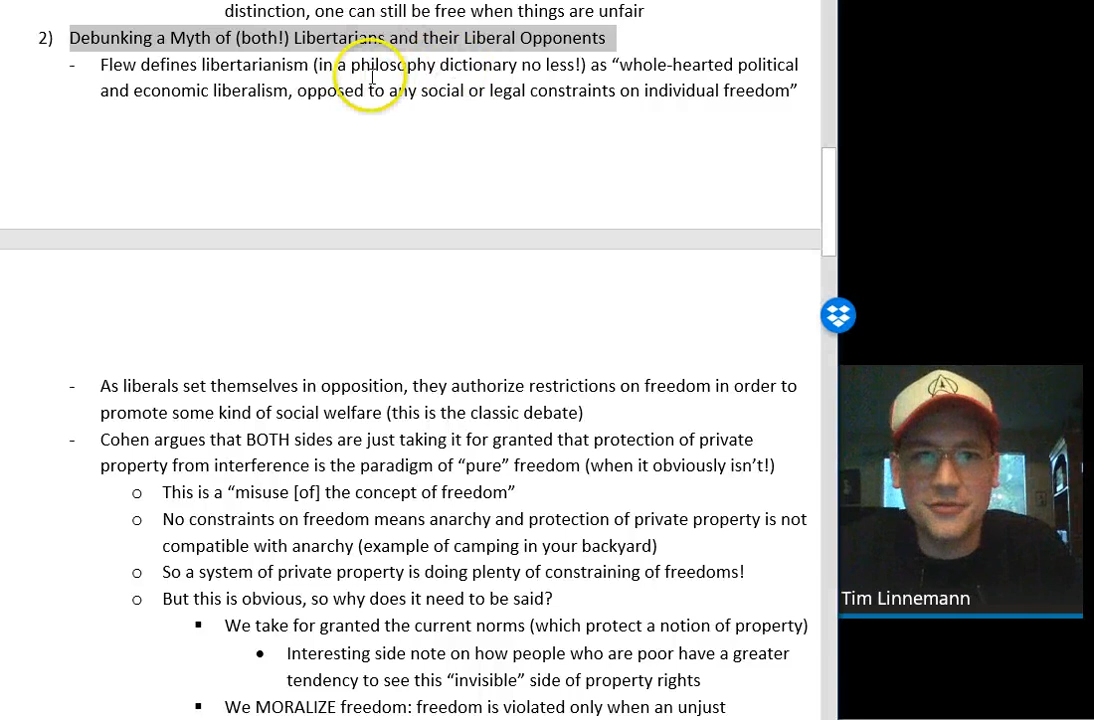 distinction, one can still be free when things are unfair
2) Debunking a Myth of (both!) Libertarians and their Liberal Opponents
- Flew defines libertarianism (in a philosophy dictionary no less!) as “whole-hearted political
and economic liberalism, opposed to any social or legal constraints on individual freedom”
- As liberals set themselves in opposition, they authorize restrictions on freedom in order to
promote some kind of social welfare (this is the classic debate)
- Cohen argues that BOTH sides are just taking it for granted that protection of private
property from interference is the paradigm of “pure” freedom (when it obviously isn’t!)
o This is a “misuse [of] the concept of freedom”
o No constraints on freedom means anarchy and protection of private property is not
compatible with anarchy (example of camping in your backyard)
o So a system of private property is doing plenty of constraining of freedoms!
o But this is obvious, so why does it need to be said?
▪ We take for granted the current norms (which protect a notion of property)
• Interesting side note on how people who are poor have a greater
tendency to see this “invisible” side of property rights
▪ We MORALIZE freedom: freedom is violated only when an unjust
Tim Linnemann